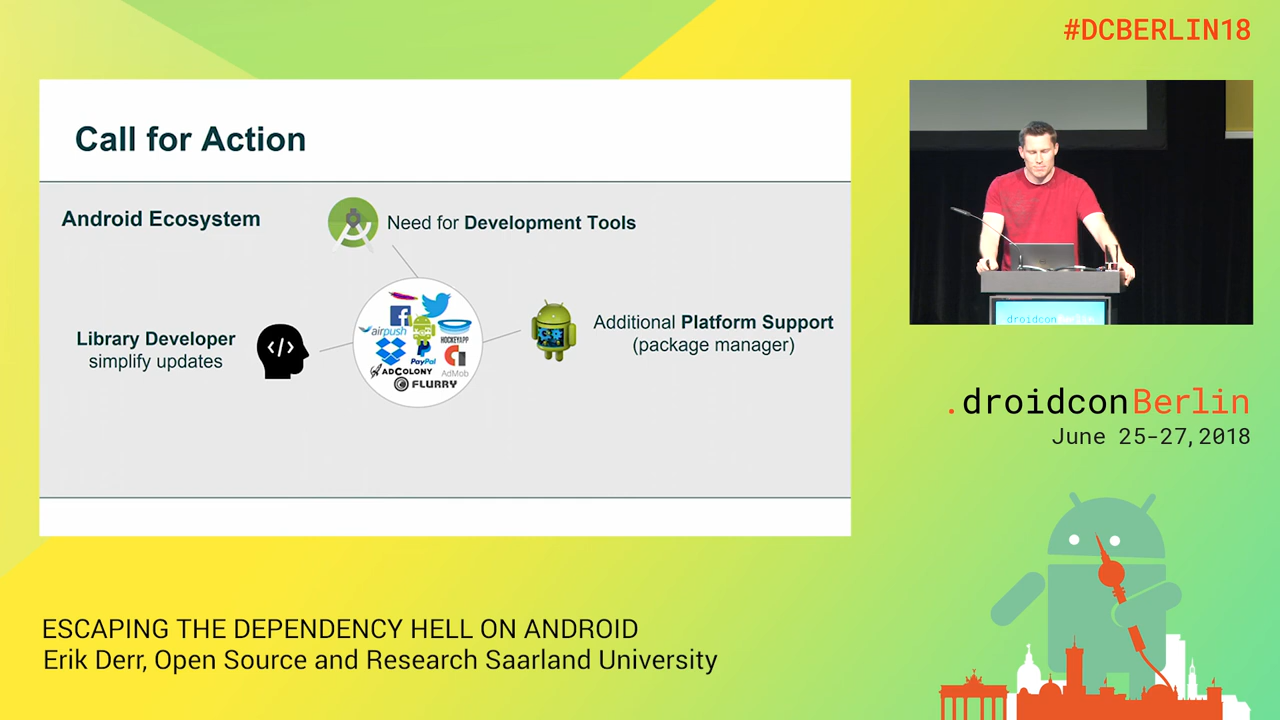 #DCBERLIN18
Call for Action
Android Ecosystem
Need for Development Tools
Library Developer
simplify updates
airpush
HOCKEYAPP
PayPal
ADCOLONY
AdMob
FLURRY
Additional Platform Support
(package manager)
droidcon Berlin
.droidconBerlin
June 25-27, 2018
ESCAPING THE DEPENDENCY HELL ON ANDROID
Erik Derr, Open Source and Research Saarland University